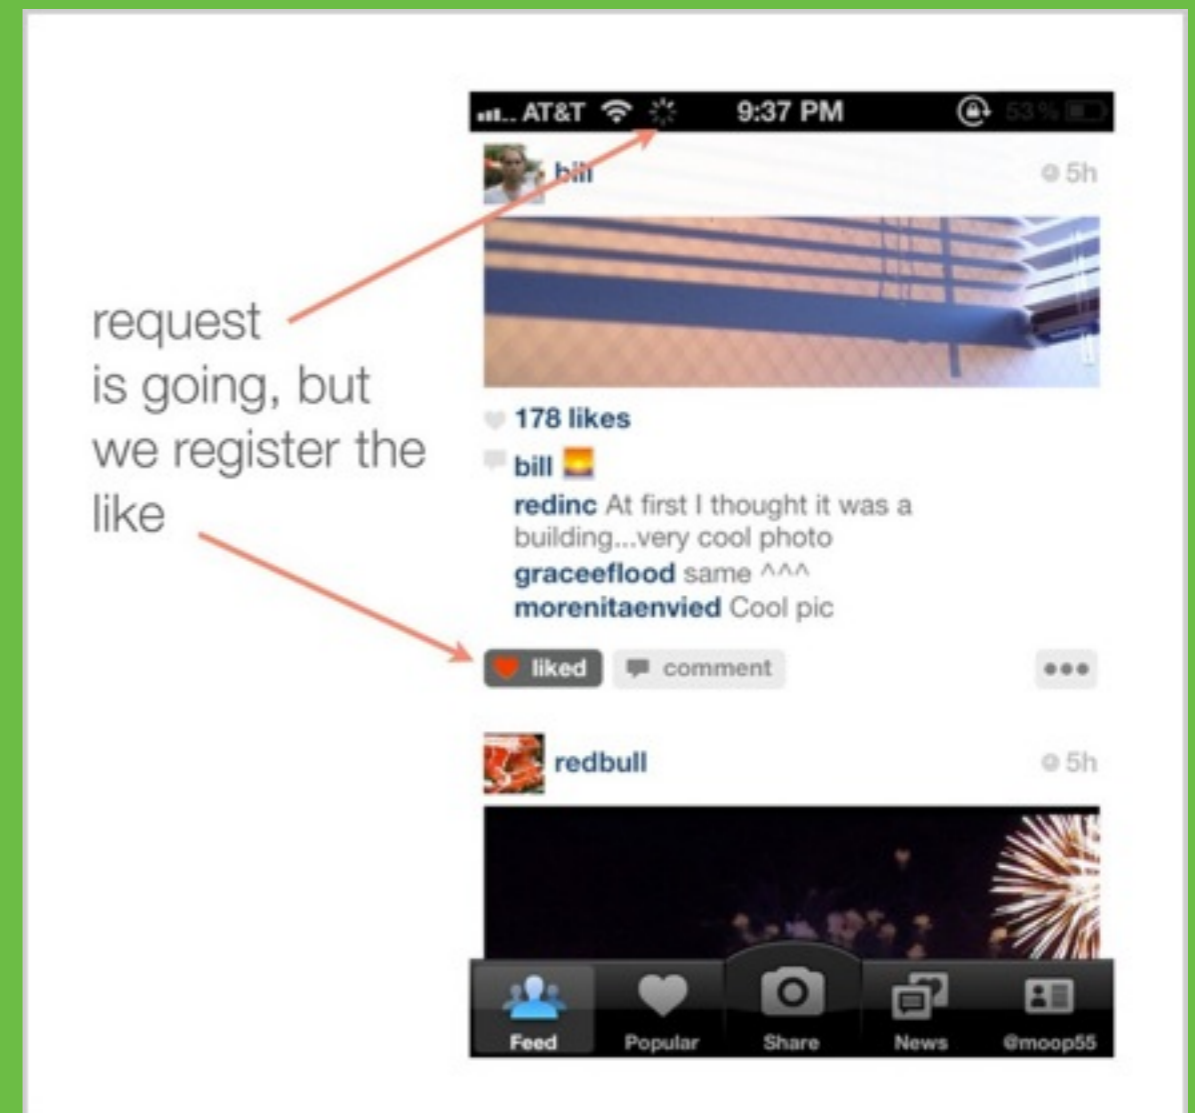 AT&T 9:37 PM 53%
bill 5h
request
is going, but
we register the
like
178 likes
bill
redinc At first I thought it was a
building...very cool photo
graceeflood same ^^^
morenitaenvied Cool pic
liked comment
redbull 5h
Feed Popular Share News @moop55